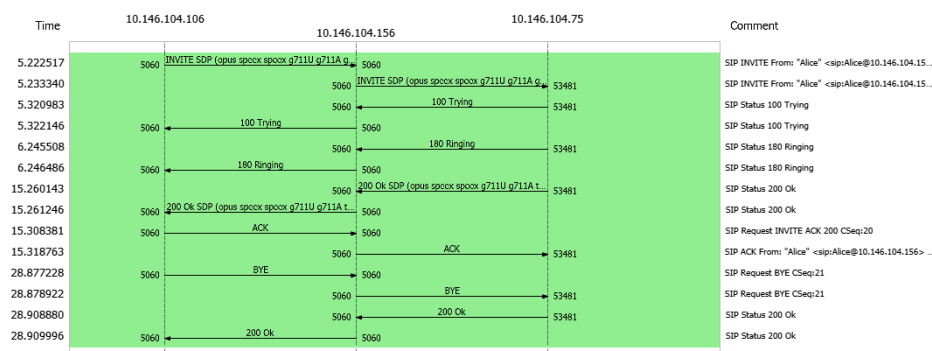 10.146.104.106 10.146.104.75
Time 10.146.104.156 Comment
5.222517 5060 INVITE SDP (opus speex speex g711U g711A g... 5060 SIP INVITE From: "Alice" <sip:Alice@10.146.104.15...
5.233340 5060 INVITE SDP (opus speex speex g711U g711A g... 53481 SIP INVITE From: "Alice" <sip:Alice@10.146.104.15...
5.320983 5060 100 Trying 53481 SIP Status 100 Trying
5.322146 5060 100 Trying 5060 SIP Status 100 Trying
6.245508 5060 180 Ringing 53481 SIP Status 180 Ringing
6.246486 5060 180 Ringing 5060 SIP Status 180 Ringing
15.260143 5060 200 Ok SDP (opus speex speex g711U g711A t... 53481 SIP Status 200 Ok
15.261246 5060 200 Ok SDP (opus speex speex g711U g711A t... 5060 SIP Status 200 Ok
15.308381 5060 ACK 5060 SIP Request INVITE ACK 200 CSeq:20
15.318763 5060 ACK 53481 SIP ACK From: "Alice" <sip:Alice@10.146.104.156> ...
28.877228 5060 BYE 5060 SIP Request BYE CSeq:21
28.878922 5060 BYE 53481 SIP Request BYE CSeq:21
28.908880 5060 200 Ok 53481 SIP Status 200 Ok
28.909996 5060 200 Ok 5060 SIP Status 200 Ok